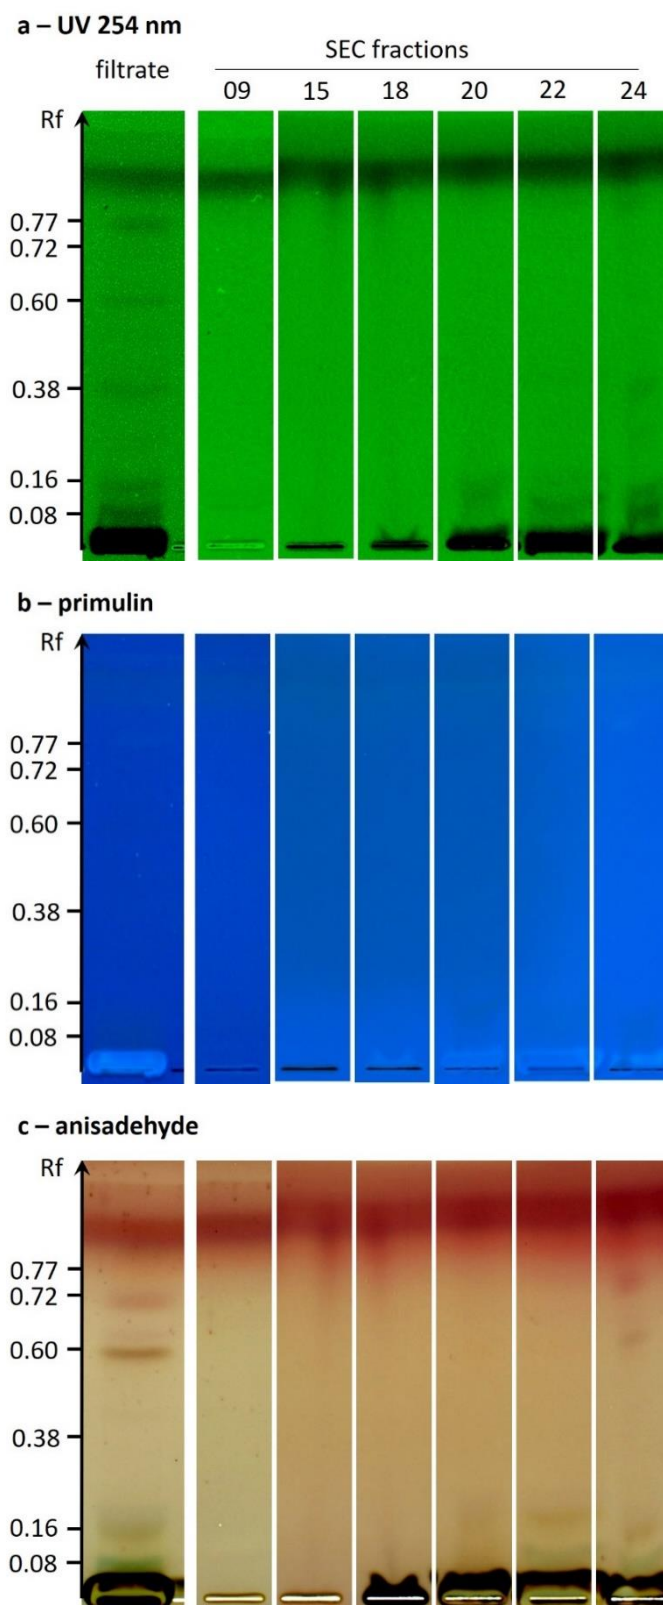 a – UV 254 nm
SEC fractions
filtrate
09 15 18 20 22 24
Rf
0.77
0.72
0.60
0.38
0.16
0.08
b – primulin
Rf
0.77
0.72
0.60
0.38
0.16
0.08
c – anisadehyde
Rf
0.77
0.72
0.60
0.38
0.16
0.08